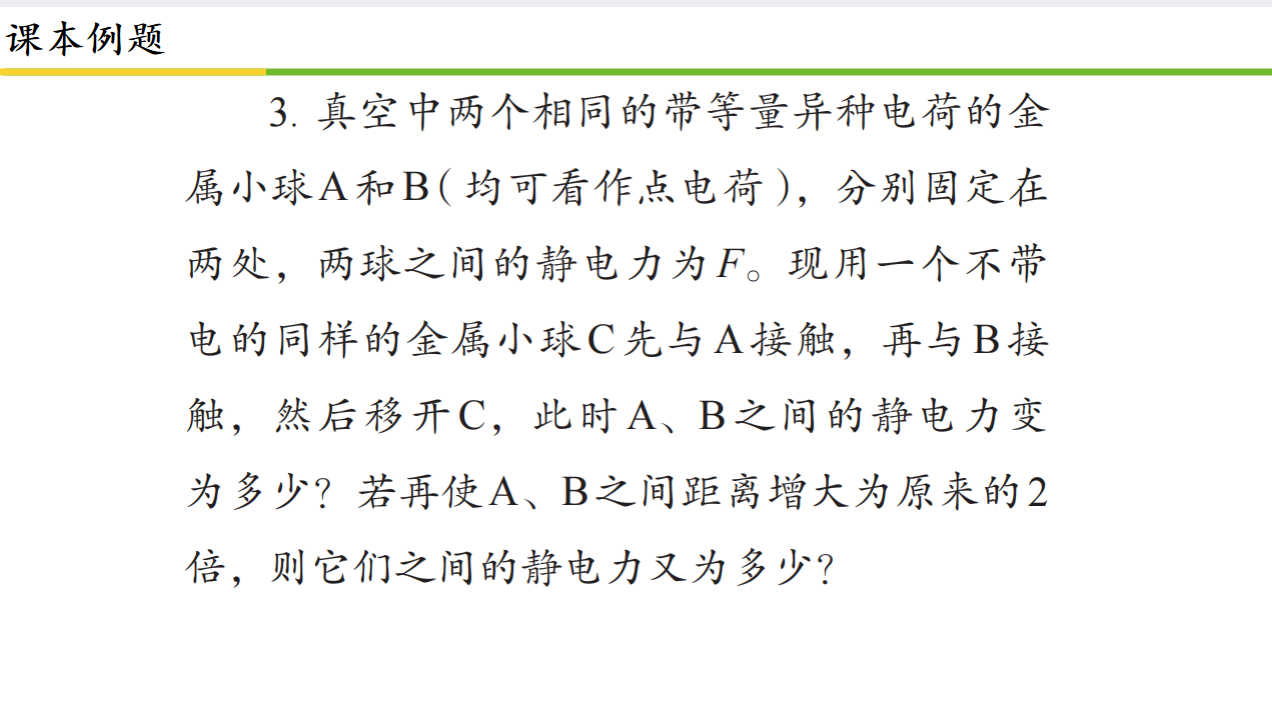 课本例题
3. 真空中两个相同的带等量异种电荷的金
属小球A和B(均可看作点电荷),分别固定在
两处,两球之间的静电力为F。现用一个不带
电的同样的金属小球C先与A接触,再与B接
触,然后移开C,此时A、B之间的静电力变
为多少?若再使A、B之间距离增大为原来的2
倍,则它们之间的静电力又为多少?